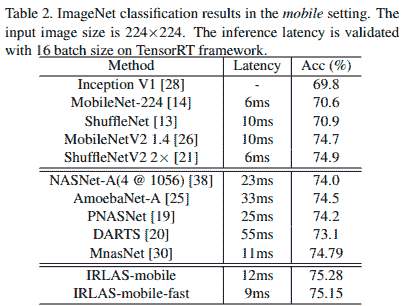 Table 2. ImageNet classification results in the mobile setting. The
input image size is 224×224. The inference latency is validated
with 16 batch size on TensorRT framework.
Method Latency Acc (%)
Inception V1 [28] - 69.8
MobileNet-224 [14] 6ms 70.6
ShuffleNet [13] 10ms 70.9
MobileNetV2 1.4 [26] 10ms 74.7
ShuffleNetV2 2× [21] 6ms 74.9
NASNet-A(4 @ 1056) [38] 23ms 74.0
AmoebaNet-A [25] 33ms 74.5
PNASNet [19] 25ms 74.2
DARTS [20] 55ms 73.1
MnasNet [30] 11ms 74.79
IRLAS-mobile 12ms 75.28
IRLAS-mobile-fast 9ms 75.15